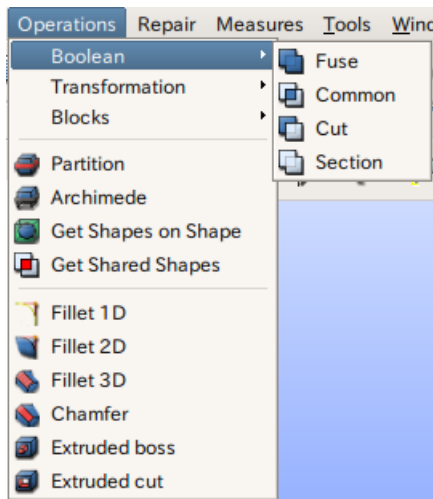 Operations Repair Measures Tools
Boolean
Transformation
Blocks
Partition
Archimede
Get Shapes on Shape
Get Shared Shapes
Fillet 1D
Fillet 2D
Fillet 3D
Chamfer
Extruded boss
Extruded cut
Fuse
Common
Cut
Section